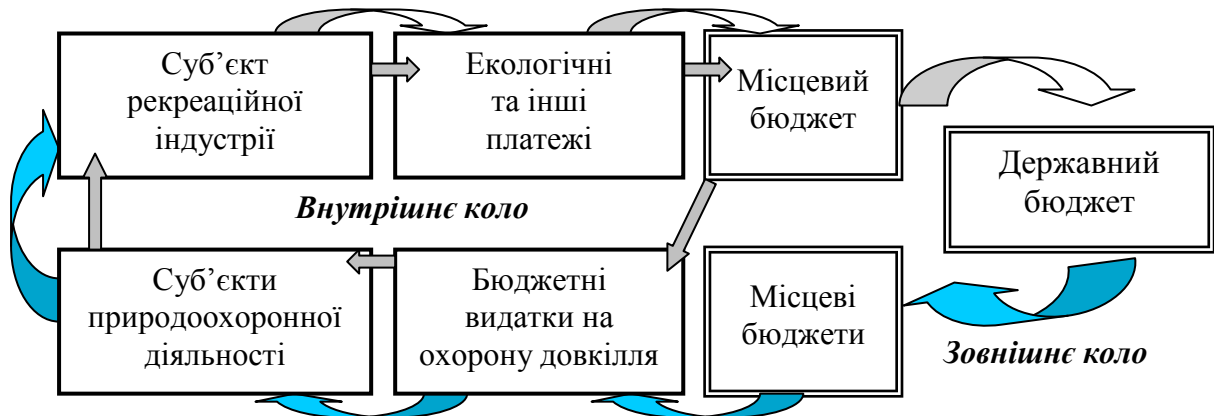 Суб’єкт
рекреаційної
індустрії
Екологічні
та інші
платежі
Місцевий
бюджет
Державний
бюджет
Внутрішнє коло
Суб’єкти
природоохоронної
діяльності
Бюджетні
видатки на
охорону довкілля
Місцеві
бюджети
Зовнішнє коло